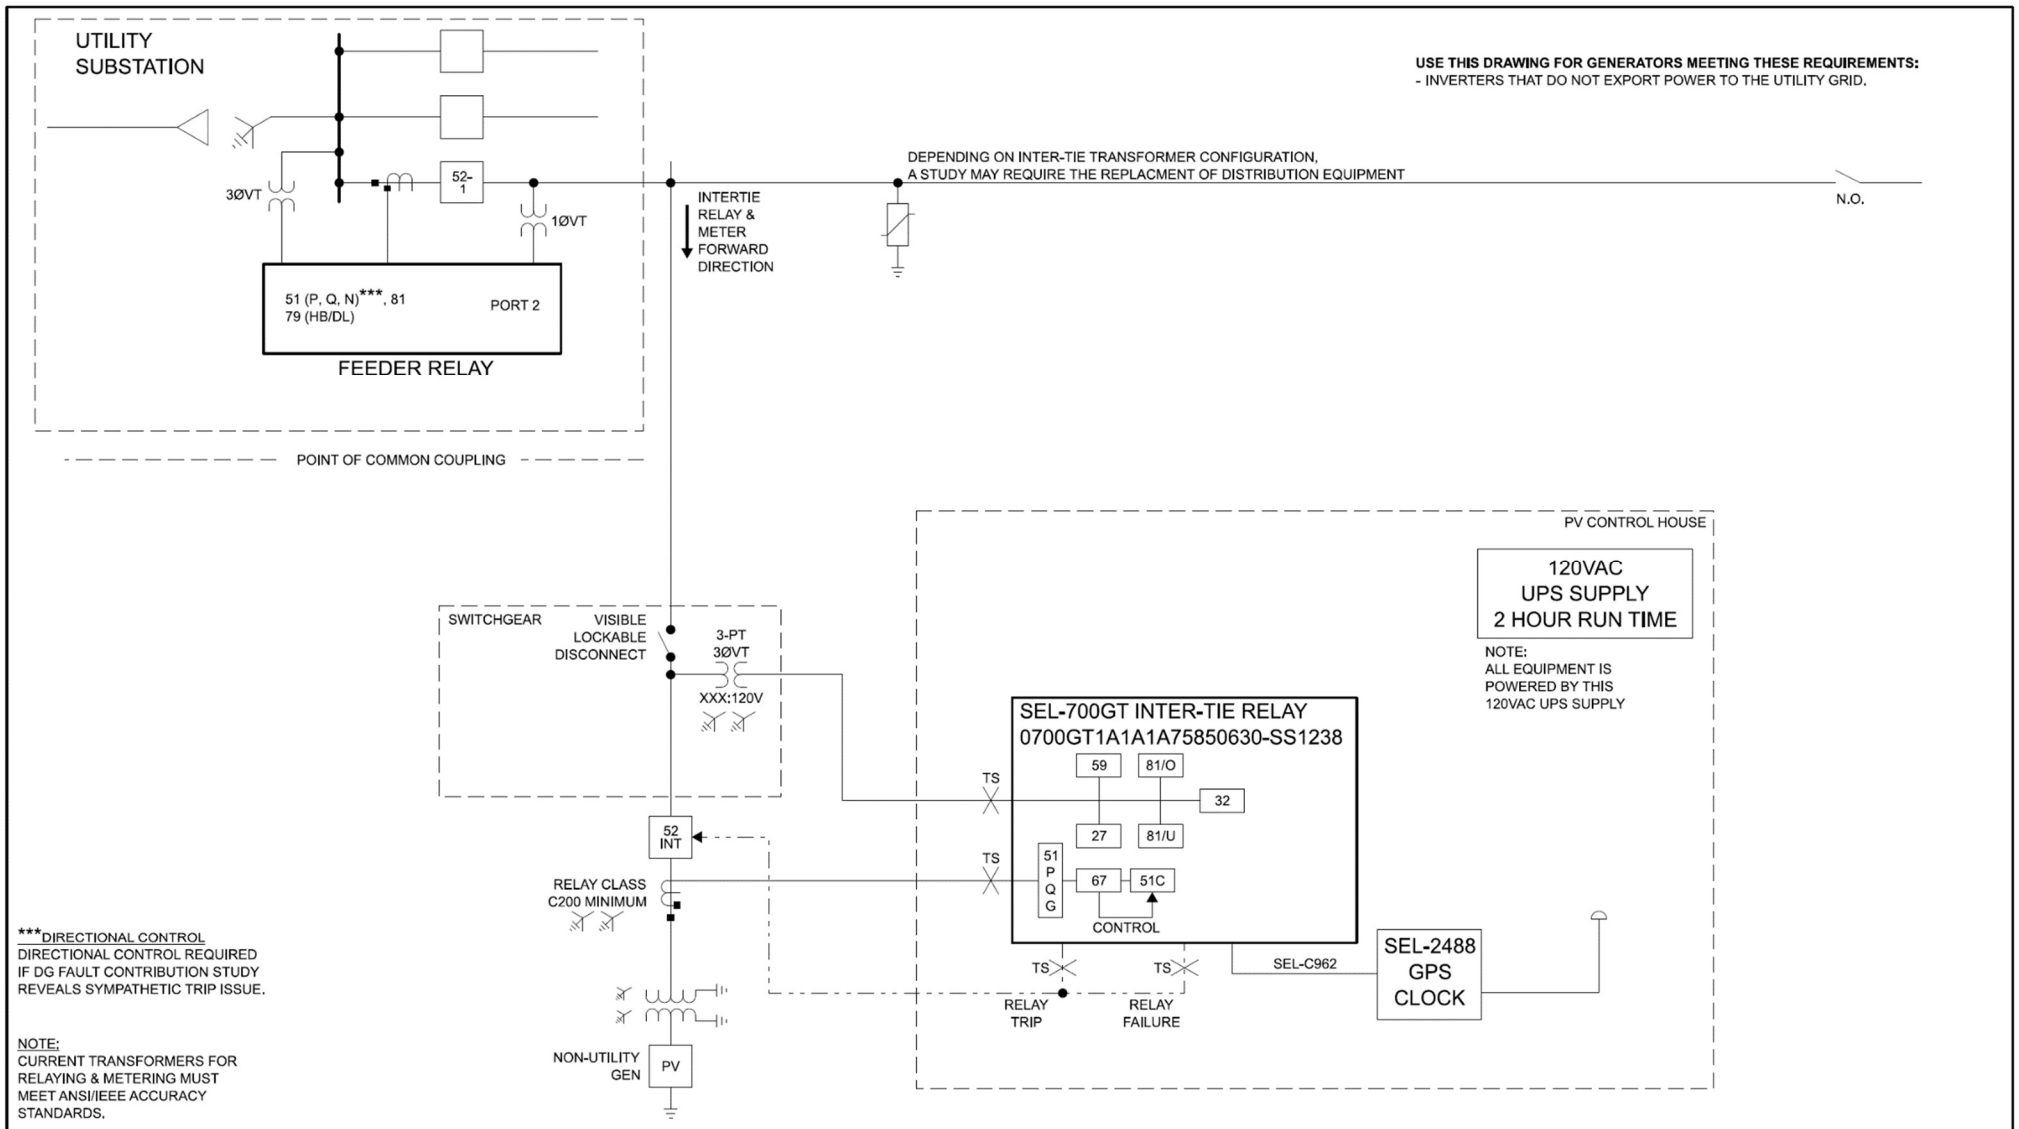 UTILITY
SUBSTATION
USE THIS DRAWING FOR GENERATORS MEETING THESE REQUIREMENTS:
- INVERTERS THAT DO NOT EXPORT POWER TO THE UTILITY GRID.
DEPENDING ON INTER-TIE TRANSFORMER CONFIGURATION,
A STUDY MAY REQUIRE THE REPLACMENT OF DISTRIBUTION EQUIPMENT
52-
1
3ØVT
1ØVT
N.O.
INTERTIE
RELAY &
METER
FORWARD
DIRECTION
51 (P, Q, N)***, 81
79 (HB/DL)
PORT 2
FEEDER RELAY
POINT OF COMMON COUPLING
PV CONTROL HOUSE
120VAC
UPS SUPPLY
2 HOUR RUN TIME
NOTE:
ALL EQUIPMENT IS
POWERED BY THIS
120VAC UPS SUPPLY
SWITCHGEAR
VISIBLE
LOCKABLE
DISCONNECT
3-PT
3ØVT
XXX:120V
SEL-700GT INTER-TIE RELAY
0700GT1A1A1A75850630-SS1238
59
81/O
TS
32
27
81/U
52
INT
TS
51
P
Q
G
67
51C
CONTROL
RELAY CLASS
C200 MINIMUM
***DIRECTIONAL CONTROL
DIRECTIONAL CONTROL REQUIRED
IF DG FAULT CONTRIBUTION STUDY
REVEALS SYMPATHETIC TRIP ISSUE.
TS
TS
SEL-C962
SEL-2488
GPS
CLOCK
RELAY
TRIP
RELAY
FAILURE
NON-UTILITY
GEN
PV
NOTE:
CURRENT TRANSFORMERS FOR
RELAYING & METERING MUST
MEET ANSI/IEEE ACCURACY
STANDARDS.